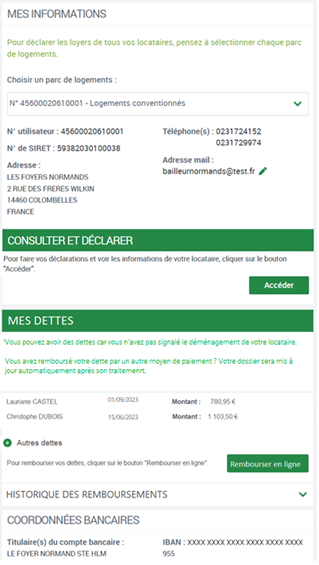 MES INFORMATIONS
Pour déclarer les loyers de tous vos locataires, pensez à sélectionner chaque parc
de logements.
Choisir un parc de logements :
N° 45600020610001 - Logements conventionnés
N° utilisateur : 45600020610001
Téléphone(s) : 0231724152
0231729974
N° de SIRET : 59382030100038
Adresse mail :
bailleurnormands@test.fr
Adresse :
LES FOYERS NORMANDS
2 RUE DES FRERES WILKIN
14460 COLOMBELLES
FRANCE
CONSULTER ET DÉCLARER
Pour faire vos déclarations et voir les informations de votre locataire, cliquer sur le bouton
"Accéder".
Accéder
MES DETTES
'Vous pouvez avoir des dettes car vous n'avez pas signalé le déménagement de votre locataire.
Vous avez remboursé votre dette par un autre moyen de paiement ? Votre dossier sera mis à
jour automatiquement après son traitement.
Lauriane CASTEL 01/09/2023 Montant : 780,95 €
Christophe DUBOIS 15/06/2023 Montant : 1 103,50 €
Autres dettes
Pour rembourser vos dettes, cliquer sur le bouton "Rembourser en ligne".
Rembourser en ligne
HISTORIQUE DES REMBOURSEMENTS
COORDONNÉES BANCAIRES
Titulaire(s) du compte bancaire :
LE FOYER NORMAND STE HLM
IBAN : XXXX XXXX XXXX XXXX XXXX XXXX
955